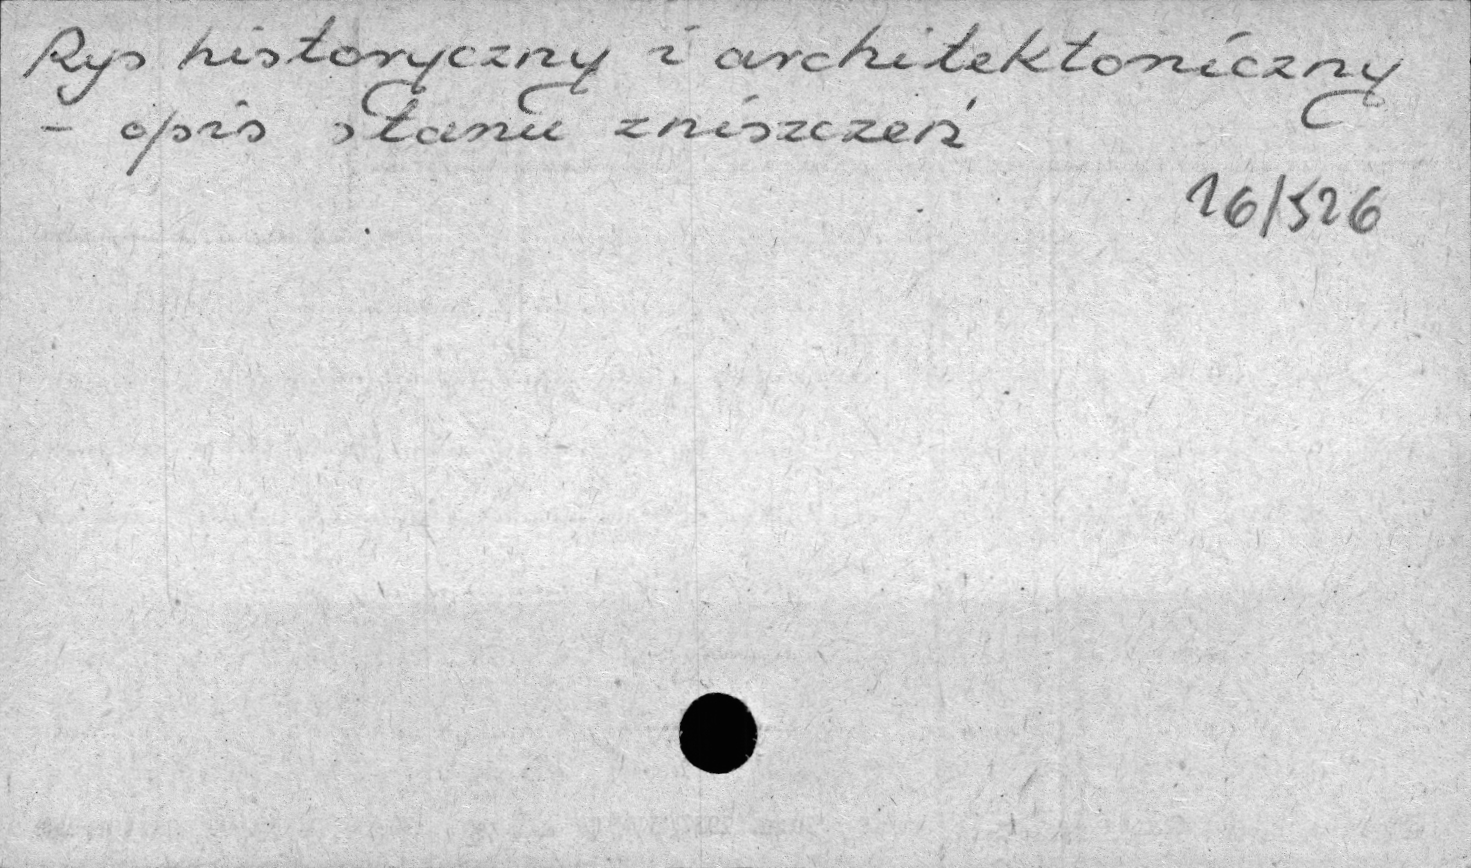 Rys historyczny i architektoniczny
- opis stanu zniszczeń
16/526